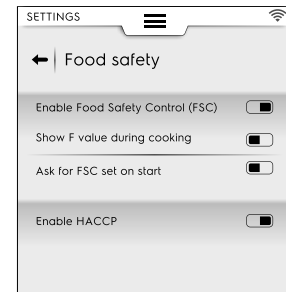 SETTINGS
Food safety
Enable Food Safety Control (FSC)
Show F value during cooking
Ask for FSC set on start
Enable HACCP